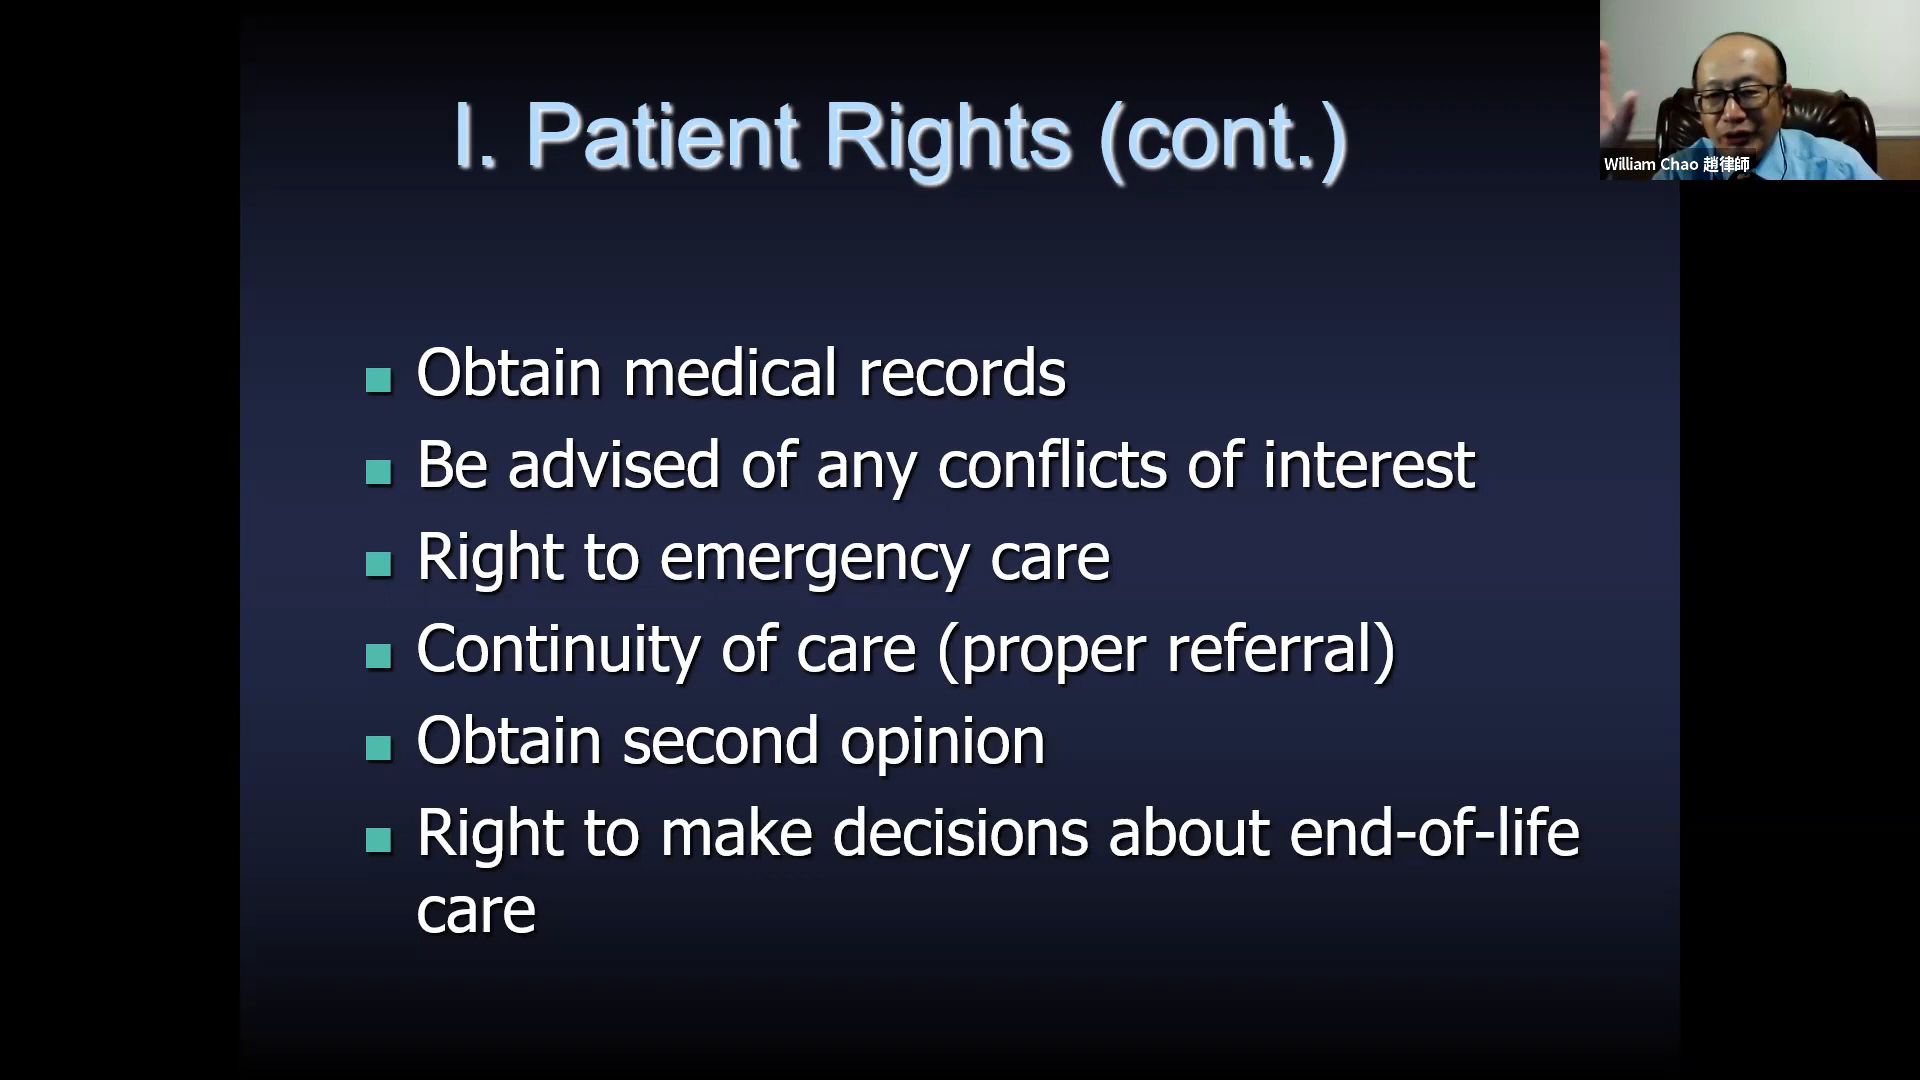 I. Patient Rights (cont.)
William Chao 趙律師
Obtain medical records
Be advised of any conflicts of interest
Right to emergency care
Continuity of care (proper referral)
Obtain second opinion
Right to make decisions about end-of-life
care